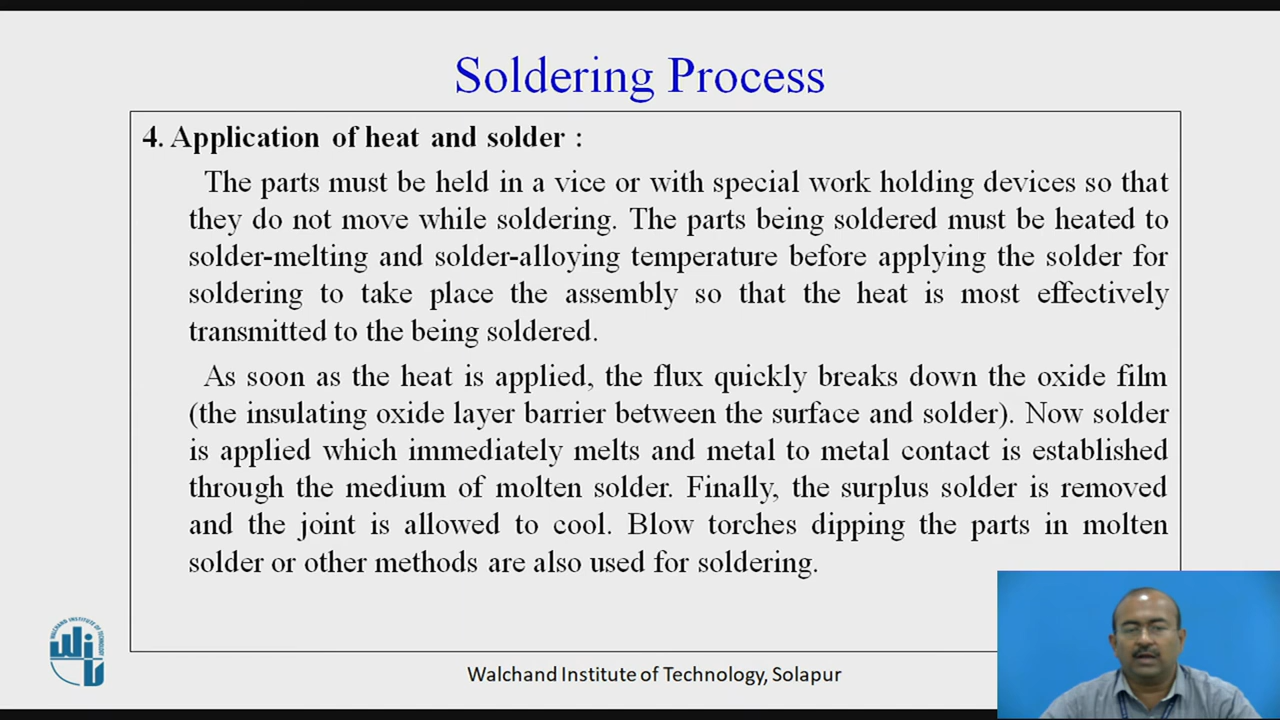 Soldering Process
4. Application of heat and solder :
The parts must be held in a vice or with special work holding devices so that
they do not move while soldering. The parts being soldered must be heated to
solder-melting and solder-alloying temperature before applying the solder for
soldering to take place the assembly so that the heat is most effectively
transmitted to the being soldered.
As soon as the heat is applied, the flux quickly breaks down the oxide film
(the insulating oxide layer barrier between the surface and solder). Now solder
is applied which immediately melts and metal to metal contact is established
through the medium of molten solder. Finally, the surplus solder is removed
and the joint is allowed to cool. Blow torches dipping the parts in molten
solder or other methods are also used for soldering.
WALCHAND INSTITUTE OF TECHNOLOGY
Walchand Institute of Technology, Solapur